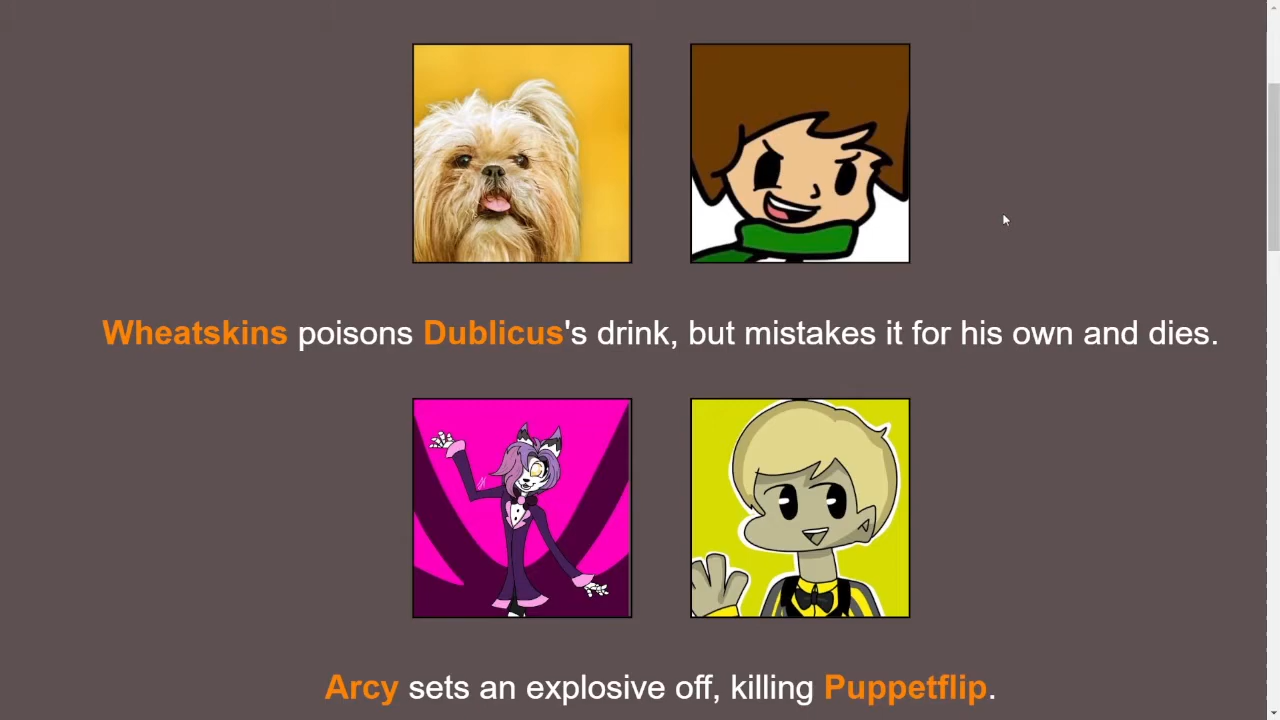 Wheatskins poisons Dublicus's drink, but mistakes it for his own and dies.
Arcy sets an explosive off, killing Puppetflip.